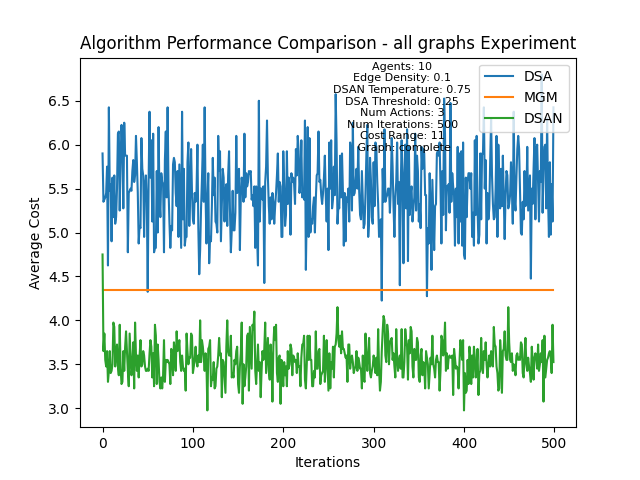 Algorithm Performance Comparison - all graphs Experiment
Agents: 10
Edge Density: 0.1
DSAN Temperature: 0.75
DSA Threshold: 0.25
Num Actions: 3
Num Iterations: 500
Cost Range: 11
Graph: complete
DSA
MGM
DSAN
Average Cost
6.5
6.0
5.5
5.0
4.5
4.0
3.5
3.0
0 100 200 300 400 500
Iterations